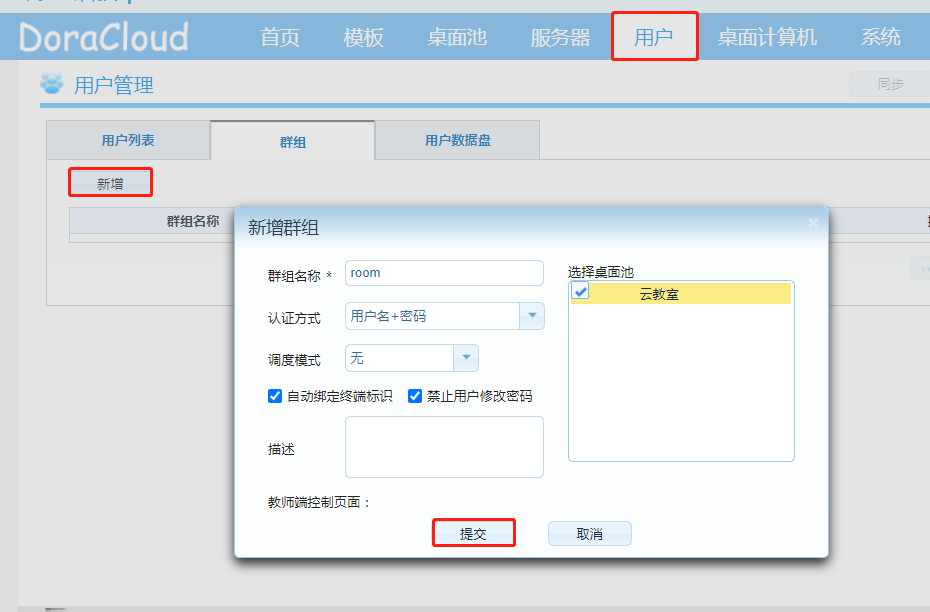 DoraCloud 首页 模板 桌面池 服务器 用户 桌面计算机 系统
用户管理 同步
用户列表 群组 用户数据盘
新增
群组名称
新增群组
群组名称 * room 选择桌面池
云教室
认证方式 用户名+密码
调度模式 无
自动绑定终端标识 禁止用户修改密码
描述
教师端控制页面：
提交 取消